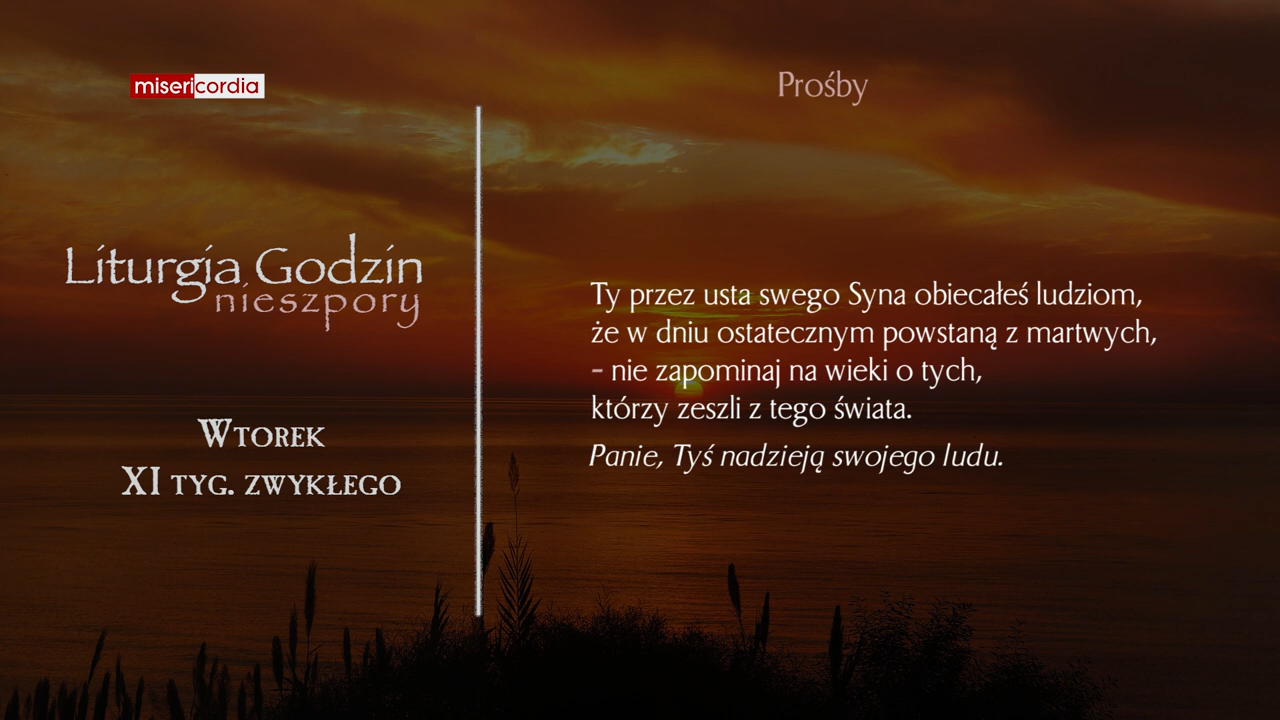 misericordia
Prośby
Liturgia Godzin
nieszpory
Wtorek
XI tyg. zwykłego
Ty przez usta swego Syna obiecałeś ludziom,
że w dniu ostatecznym powstaną z martwych,
- nie zapominaj na wieki o tych,
którzy zeszli z tego świata.
Panie, Tyś nadzieją swojego ludu.